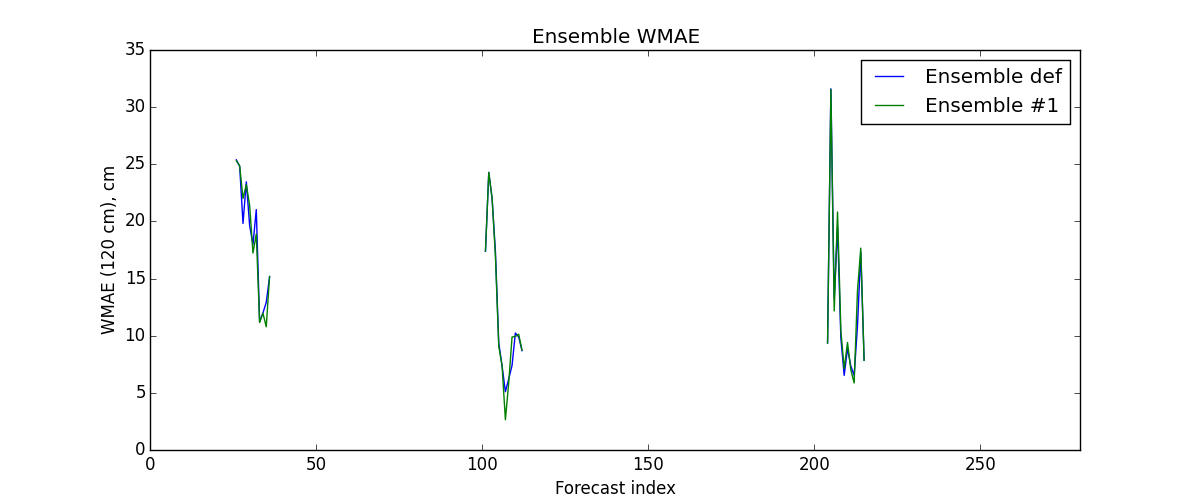 Ensemble WMAE
35
30
25
20
15
10
5
0
WMAE (120 cm), cm
Ensemble def
Ensemble #1
0 50 100 150 200 250
Forecast index